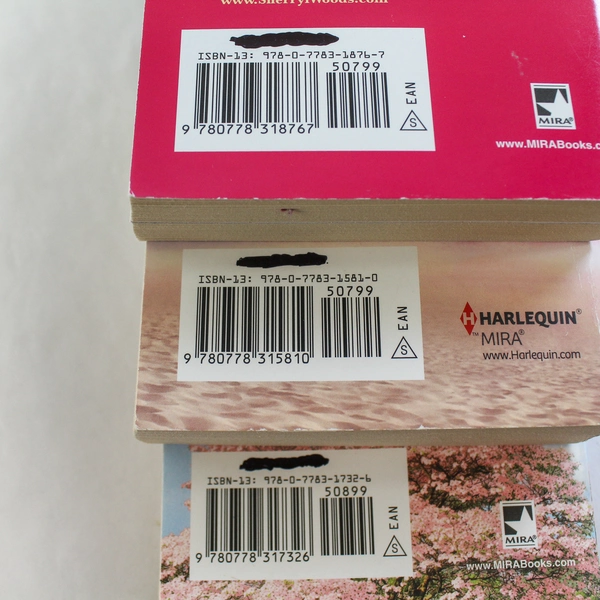 www.sherrylwoods.com
ISBN-13: 978-0-7783-1876-7
50799
EAN
S
9 780778 318767
MIRA®
www.MIRABooks.c
ISBN-13: 978-0-7783-1581-0
50799
EAN
S
9 780778 315810
H HARLEQUIN®
™ MIRA®
www.Harlequin.com
ISBN-13: 978-0-7783-1732-6
50899
EAN
S
9 780778 317326
MIRA®
www.MIRABooks.com